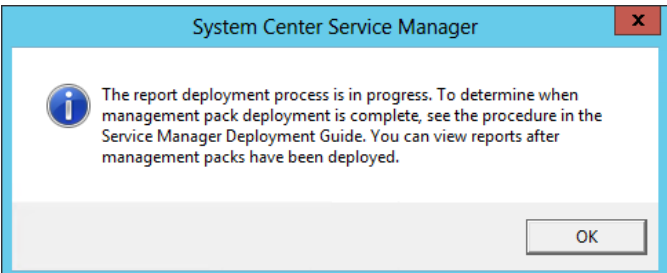 System Center Service Manager
x
The report deployment process is in progress. To determine when
management pack deployment is complete, see the procedure in the
Service Manager Deployment Guide. You can view reports after
management packs have been deployed.
OK